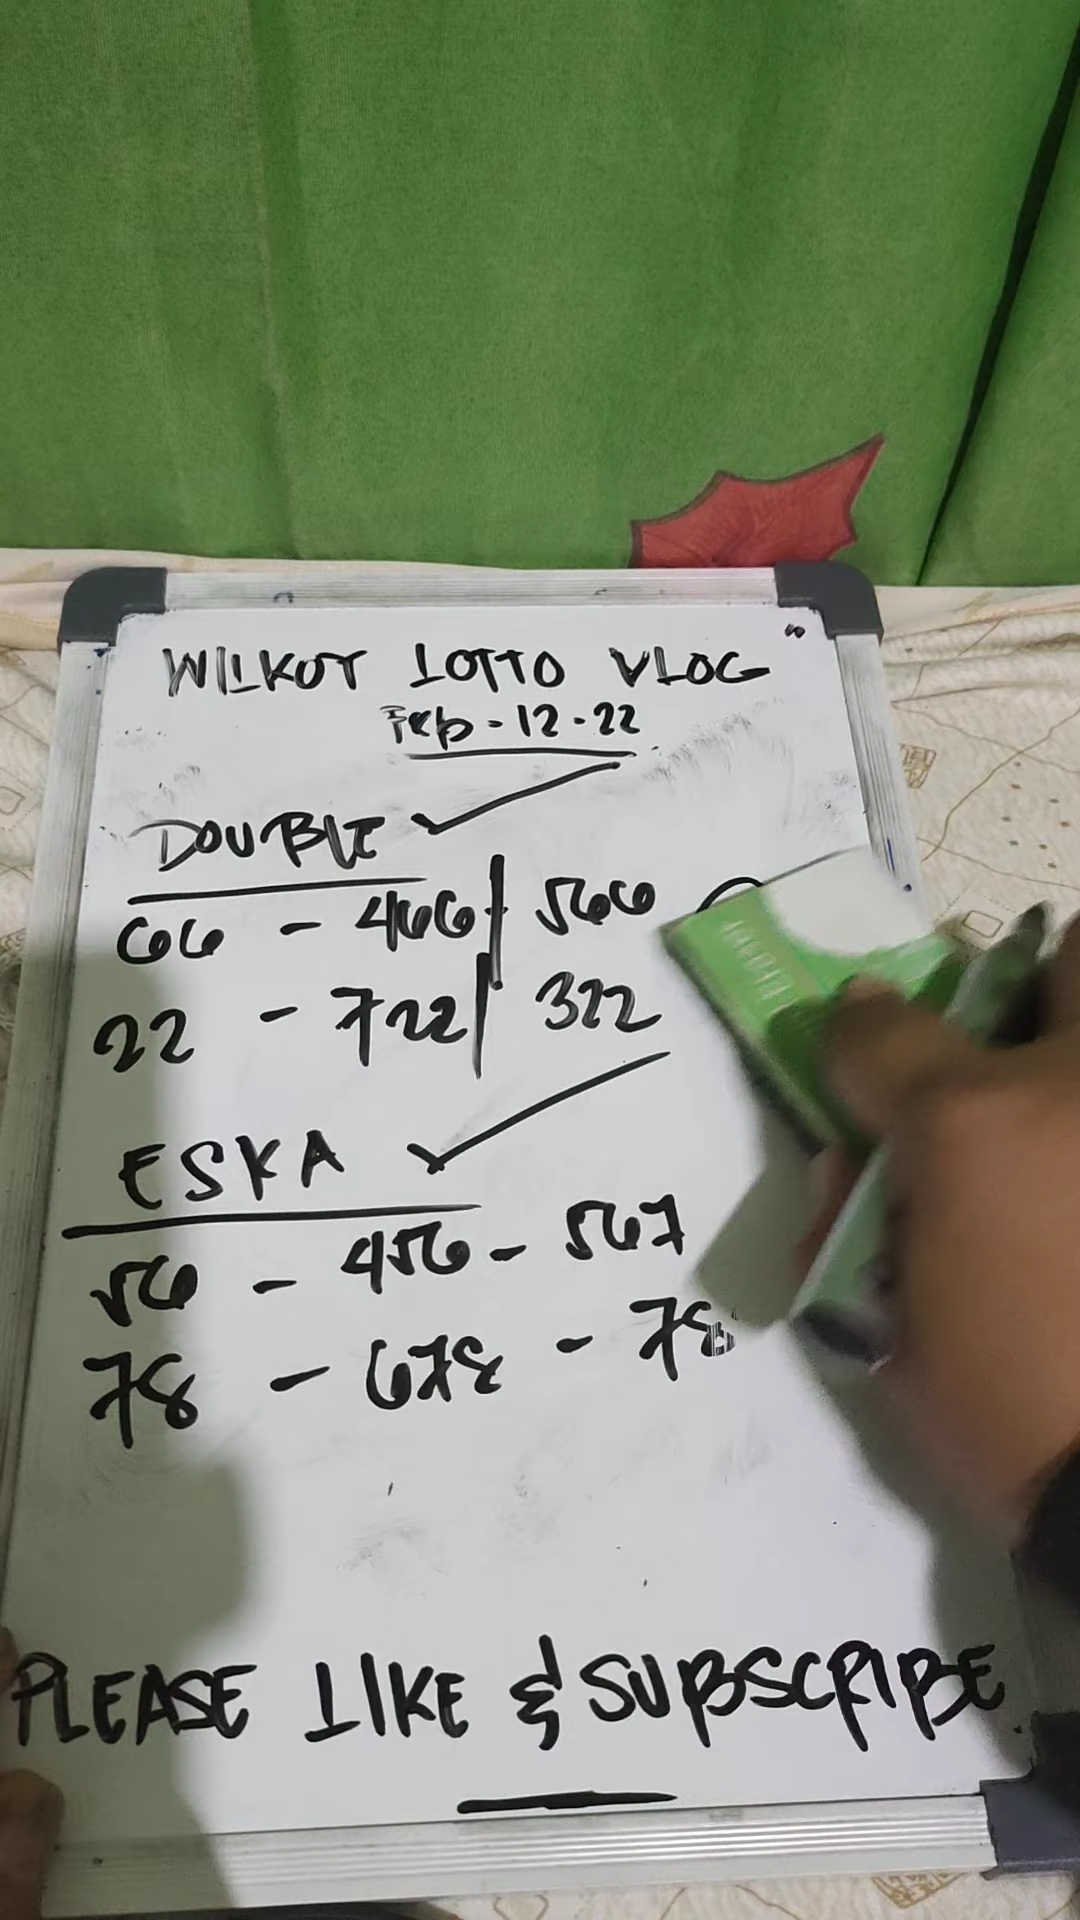 WILKOT LOTTO VLOG
Feb - 12 - 22
DOUBLE
66 - 466 / 566
22 - 722 / 322
ESKA
56 - 456 - 567
78 - 678 - 78
PLEASE LIKE & SUBSCRIBE